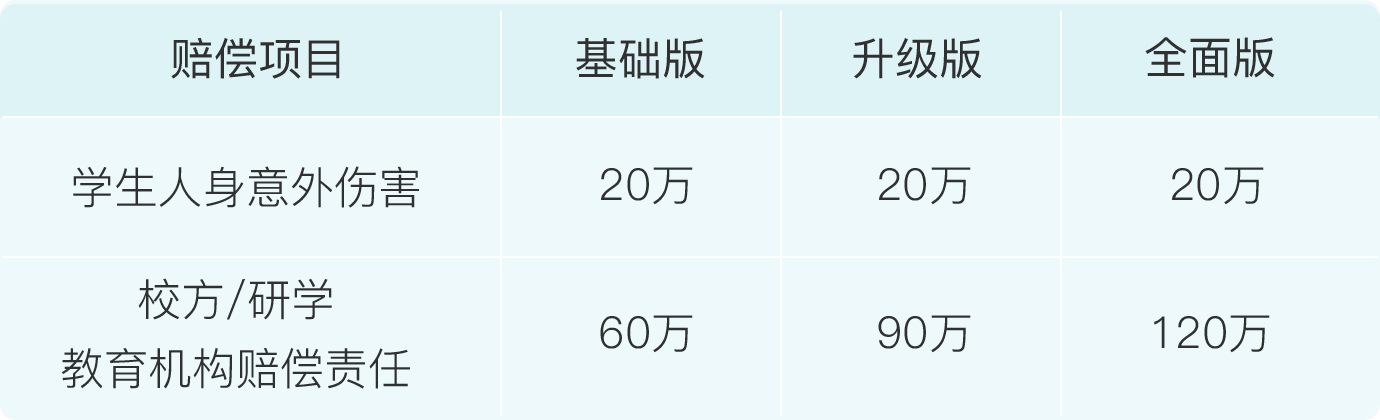 赔偿项目 基础版 升级版 全面版
学生人身意外伤害 20万 20万 20万
校方/研学
教育机构赔偿责任 60万 90万 120万